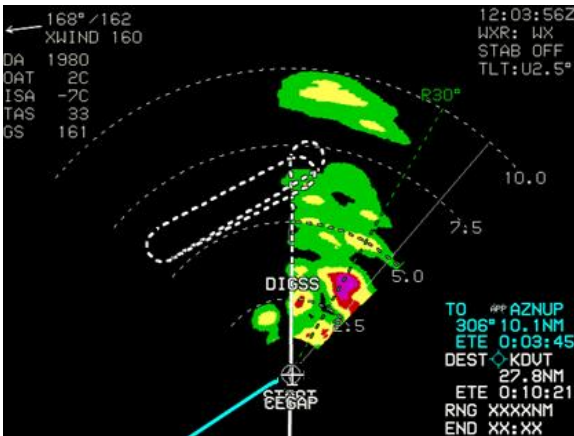 168°/162
XWIND 160
DA 1980
OAT 2C
ISA -7C
TAS 33
GS 161
12:03:56Z
WXR: WX
STAB OFF
TLT:U2.5°
R30°
10.0
7:5
5.0
DIGSS
2:5
CEGAP
TO APP AZNUP
306° 10.1NM
ETE 0:03:45
DEST KDVT
27.8NM
ETE 0:10:21
RNG XXXXNM
END XX:XX